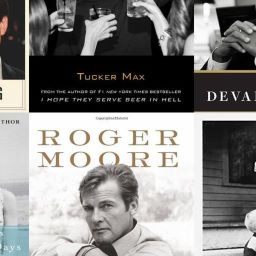 Tucker Max
FROM THE AUTHOR OF #1 NEW YORK TIMES BESTSELLER
I HOPE THEY SERVE BEER IN HELL
G
DEVA
THOR
ROGER
MOORE
Days